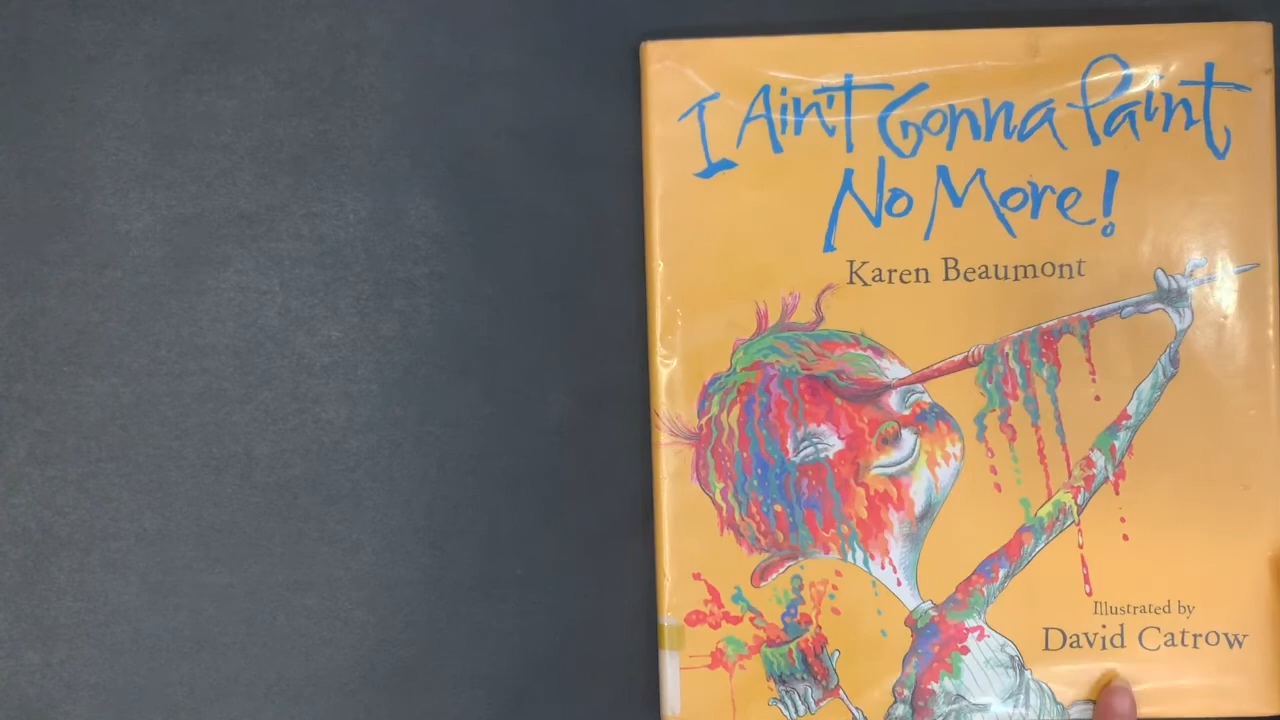 I Ain't Gonna Paint
No More!
Karen Beaumont
Illustrated by
David Catrow